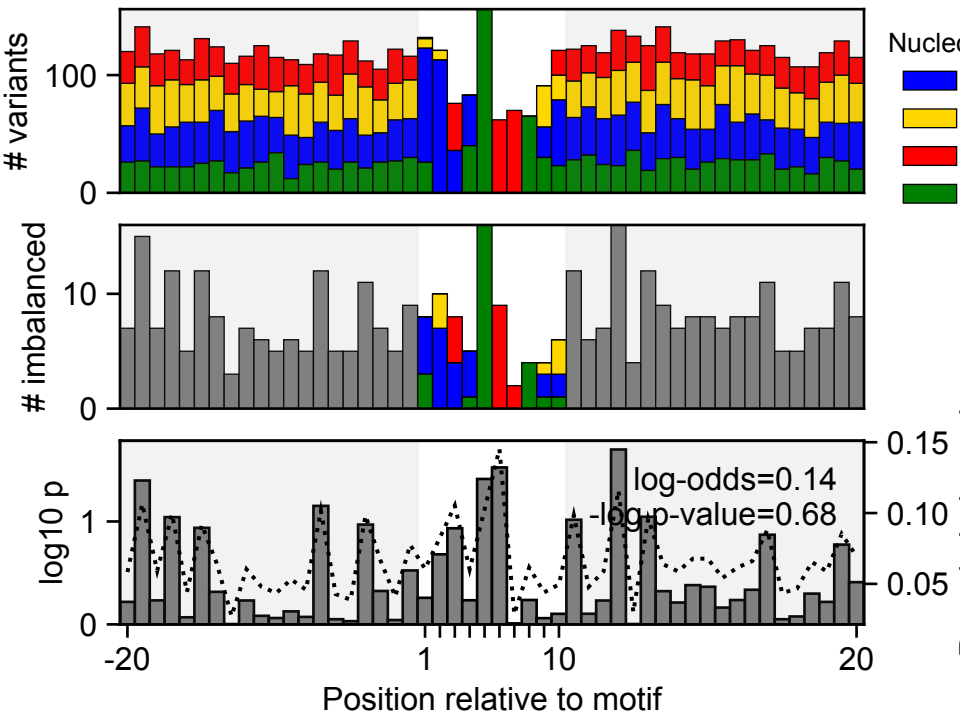 # variants
100
0
# imbalanced
10
0
log10 p
1
0
0.15
0.10
0.05
log-odds=0.14
-log p-value=0.68
-20
1
10
20
Position relative to motif